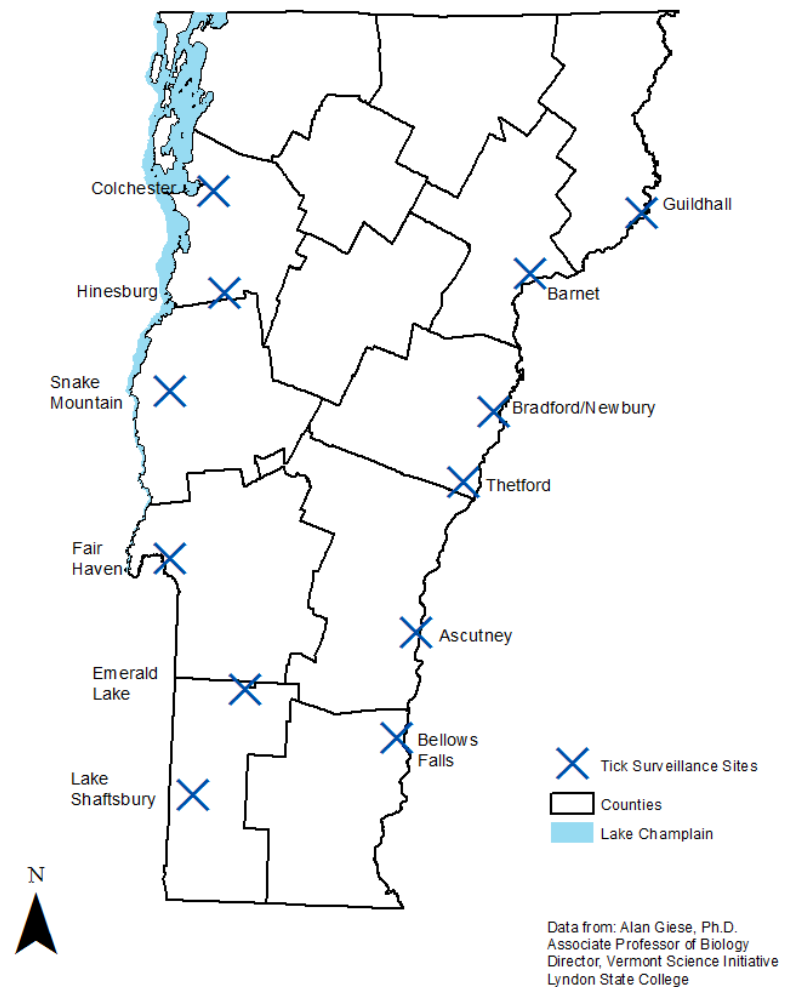 Colchester
Guildhall
Hinesburg
Barnet
Snake
Mountain
Bradford/Newbury
Thetford
Fair
Haven
Ascutney
Emerald
Lake
Bellows
Falls
Lake
Shaftsbury
Tick Surveillance Sites
Counties
Lake Champlain
N
Data from: Alan Giese, Ph.D.
Associate Professor of Biology
Director, Vermont Science Initiative
Lyndon State College